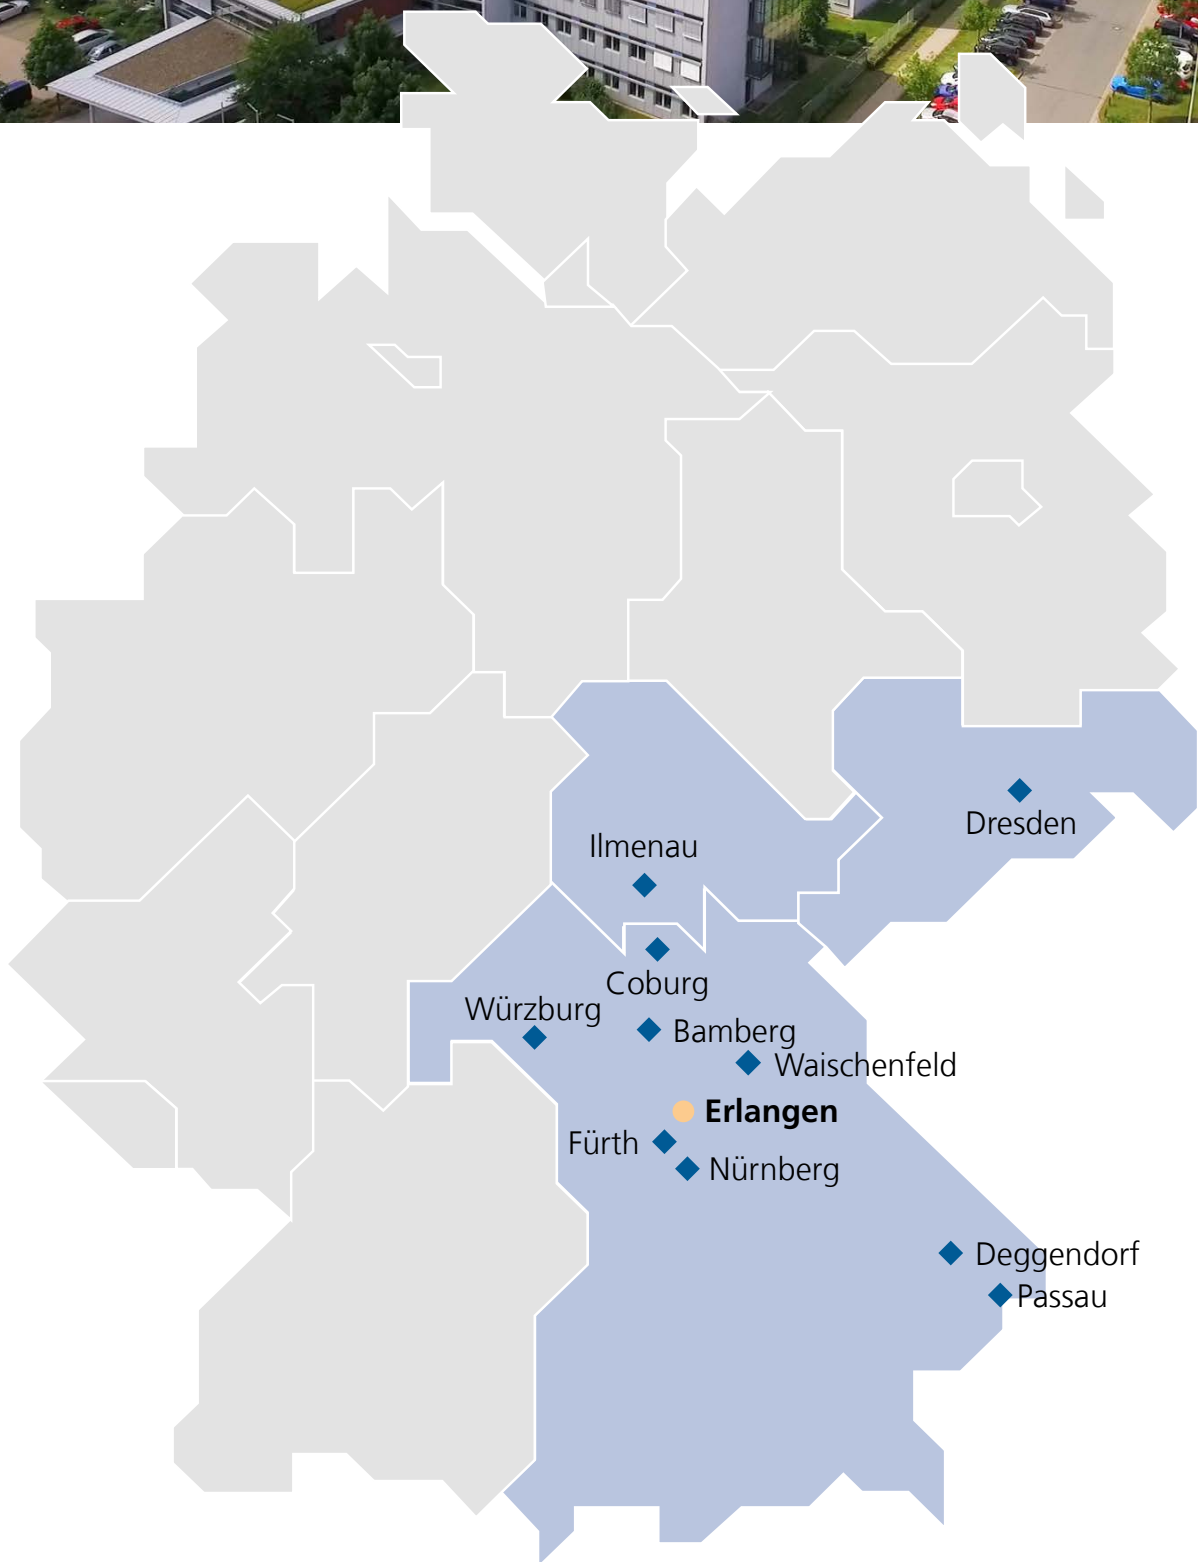 Dresden
Ilmenau
Coburg
Würzburg
Bamberg
Waischenfeld
Erlangen
Fürth
Nürnberg
Deggendorf
Passau